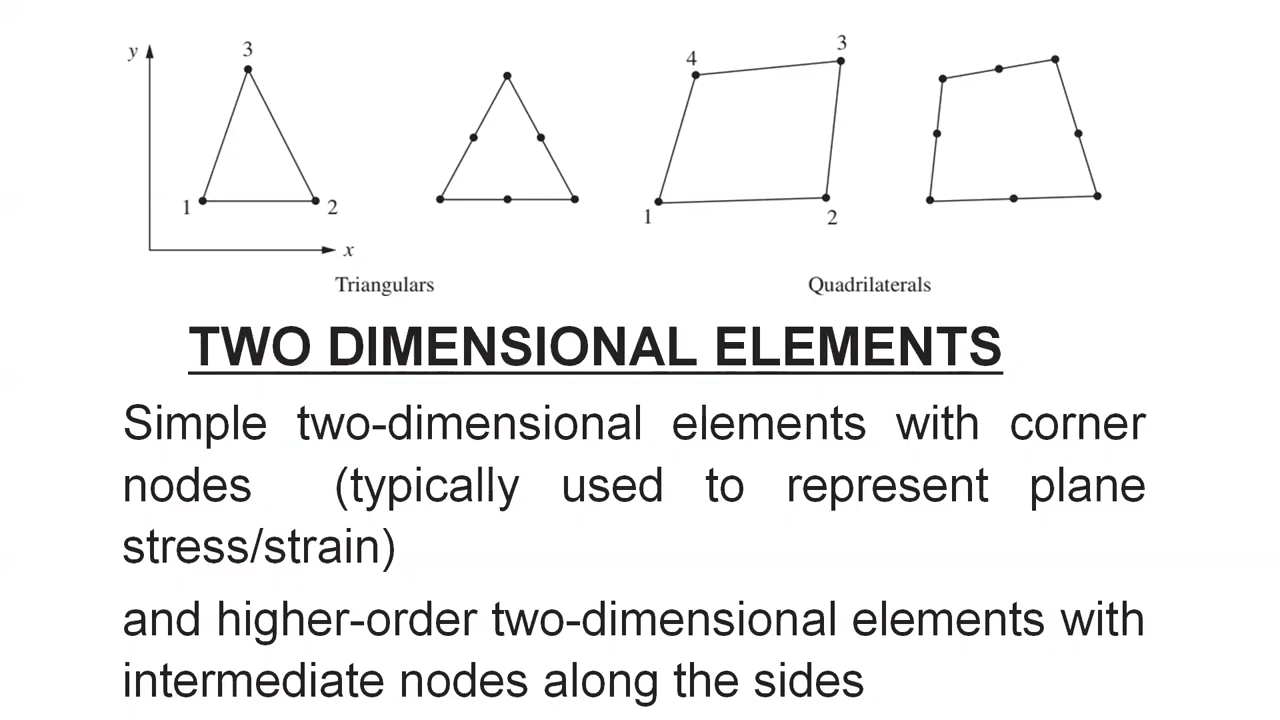 y
3
4
3
1
2
1
2
x
Triangulars
Quadrilaterals
TWO DIMENSIONAL ELEMENTS
Simple two-dimensional elements with corner
nodes (typically used to represent plane
stress/strain)
and higher-order two-dimensional elements with
intermediate nodes along the sides